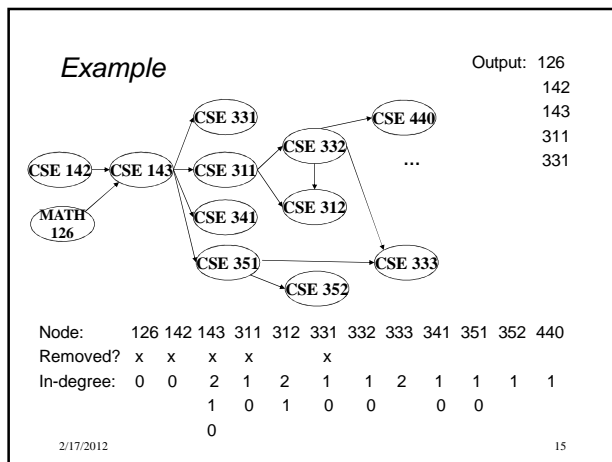 Example
Output: 126
142
143
311
331
CSE 331
CSE 440
CSE 332
CSE 142
CSE 143
CSE 311
...
MATH
126
CSE 341
CSE 312
CSE 351
CSE 333
CSE 352
Node: 126 142 143 311 312 331 332 333 341 351 352 440
Removed? x x x x x
In-degree: 0 0 2 1 2 1 1 2 1 1 1 1
1 0 1 0 0 0 0
0
2/17/2012
15